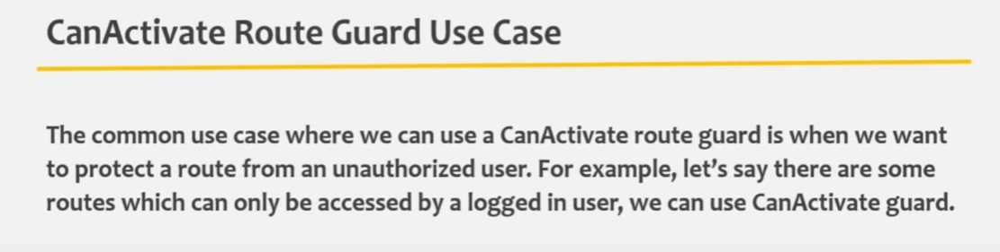 CanActivate Route Guard Use Case
The common use case where we can use a CanActivate route guard is when we want
to protect a route from an unauthorized user. For example, let’s say there are some
routes which can only be accessed by a logged in user, we can use CanActivate guard.